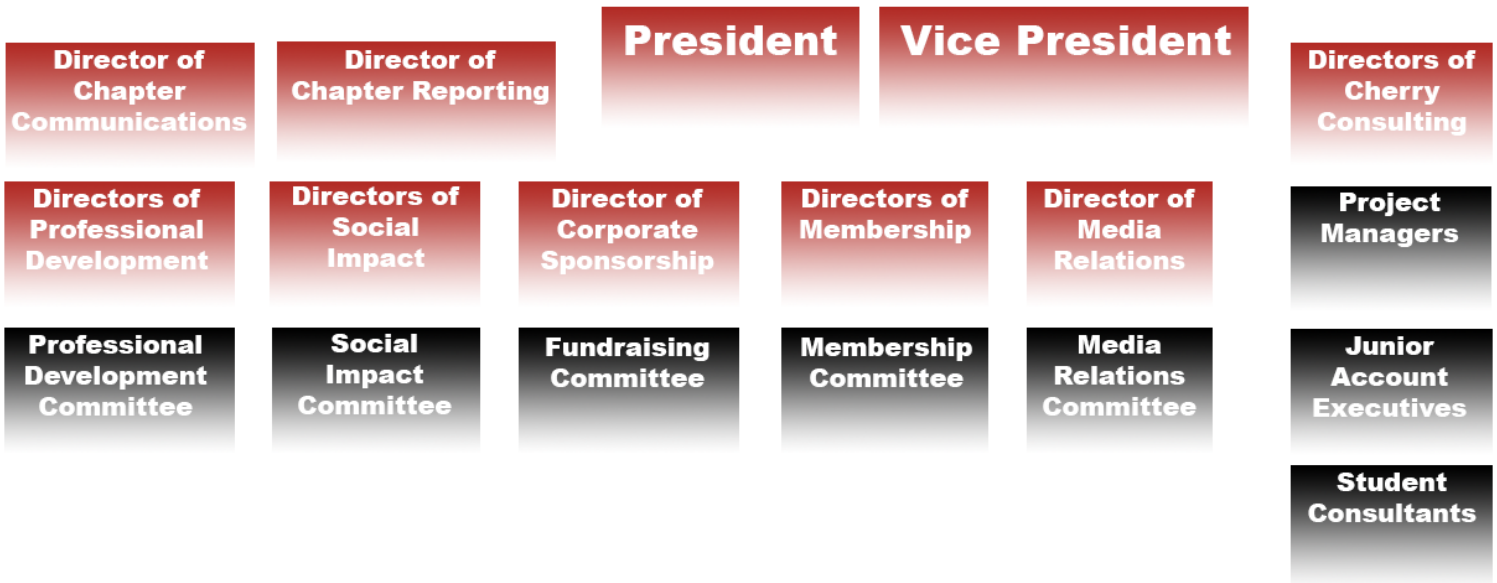 Director of
Chapter
Communications
Director of
Chapter Reporting
President
Vice President
Directors of
Cherry
Consulting
Directors of
Professional
Development
Directors of
Social
Impact
Director of
Corporate
Sponsorship
Directors of
Membership
Director of
Media
Relations
Project
Managers
Professional
Development
Committee
Social
Impact
Committee
Fundraising
Committee
Membership
Committee
Media
Relations
Committee
Junior
Account
Executives
Student
Consultants